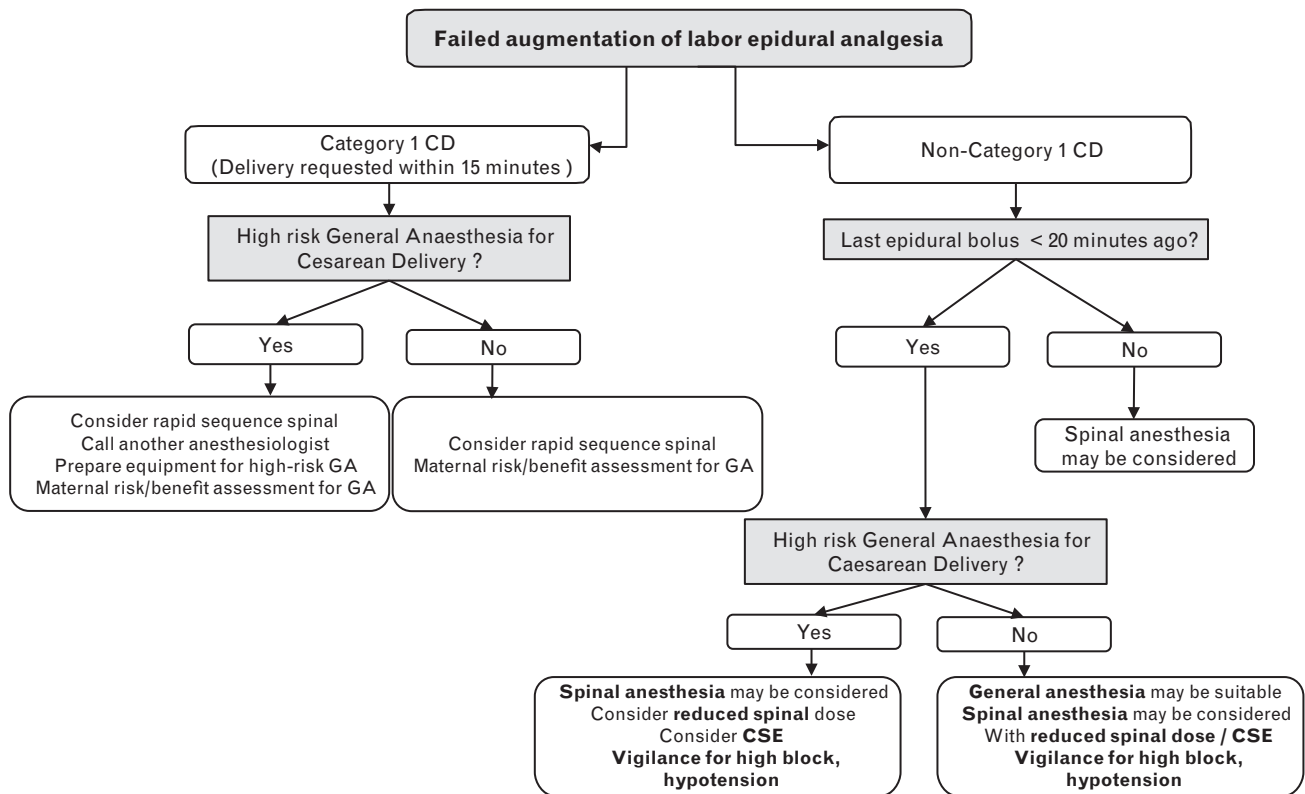 Failed augmentation of labor epidural analgesia
Category 1 CD
(Delivery requested within 15 minutes )
Non-Category 1 CD
High risk General Anaesthesia for
Cesarean Delivery ?
Last epidural bolus < 20 minutes ago?
Yes
No
Yes
No
Consider rapid sequence spinal
Call another anesthesiologist
Prepare equipment for high-risk GA
Maternal risk/benefit assessment for GA
Consider rapid sequence spinal
Maternal risk/benefit assessment for GA
Spinal anesthesia
may be considered
High risk General Anaesthesia for
Caesarean Delivery ?
Yes
No
Spinal anesthesia may be considered
Consider reduced spinal dose
Consider CSE
Vigilance for high block,
hypotension
General anesthesia may be suitable
Spinal anesthesia may be considered
With reduced spinal dose / CSE
Vigilance for high block,
hypotension